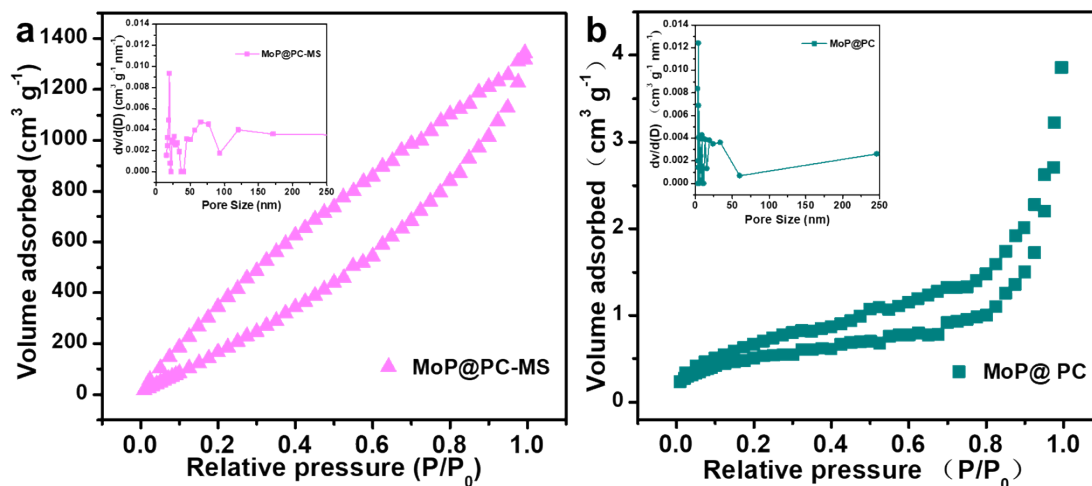 a
Volume adsorbed (cm³ g⁻¹)
1400
1200
1000
800
600
400
200
0
0.0 0.2 0.4 0.6 0.8 1.0
Relative pressure (P/P₀)
MoP@PC-MS
dv/d(D) (cm³ g⁻¹ nm⁻¹)
0.014
0.012
0.010
0.008
0.006
0.004
0.002
0.000
0 50 100 150 200 250
Pore Size (nm)
MoP@PC-MS
b
Volume adsorbed（cm³ g⁻¹）
4
3
2
1
0
0.0 0.2 0.4 0.6 0.8 1.0
Relative pressure（P/P₀）
MoP@ PC
dv/d(D)（cm³ g⁻¹ nm⁻¹)
0.014
0.012
0.010
0.008
0.006
0.004
0.002
0.000
0 50 100 150 200 250
Pore Size (nm)
MoP@PC